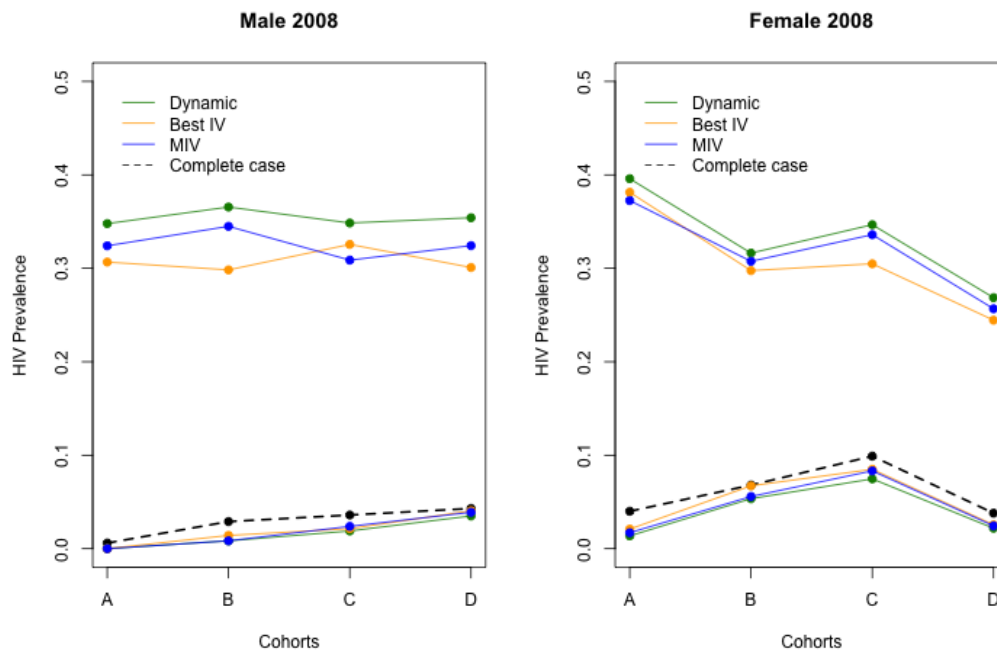 Male 2008
HIV Prevalence
0.5
0.4
0.3
0.2
0.1
0.0
Dynamic
Best IV
MIV
Complete case
A B C D
Cohorts
Female 2008
HIV Prevalence
0.5
0.4
0.3
0.2
0.1
0.0
Dynamic
Best IV
MIV
Complete case
A B C D
Cohorts